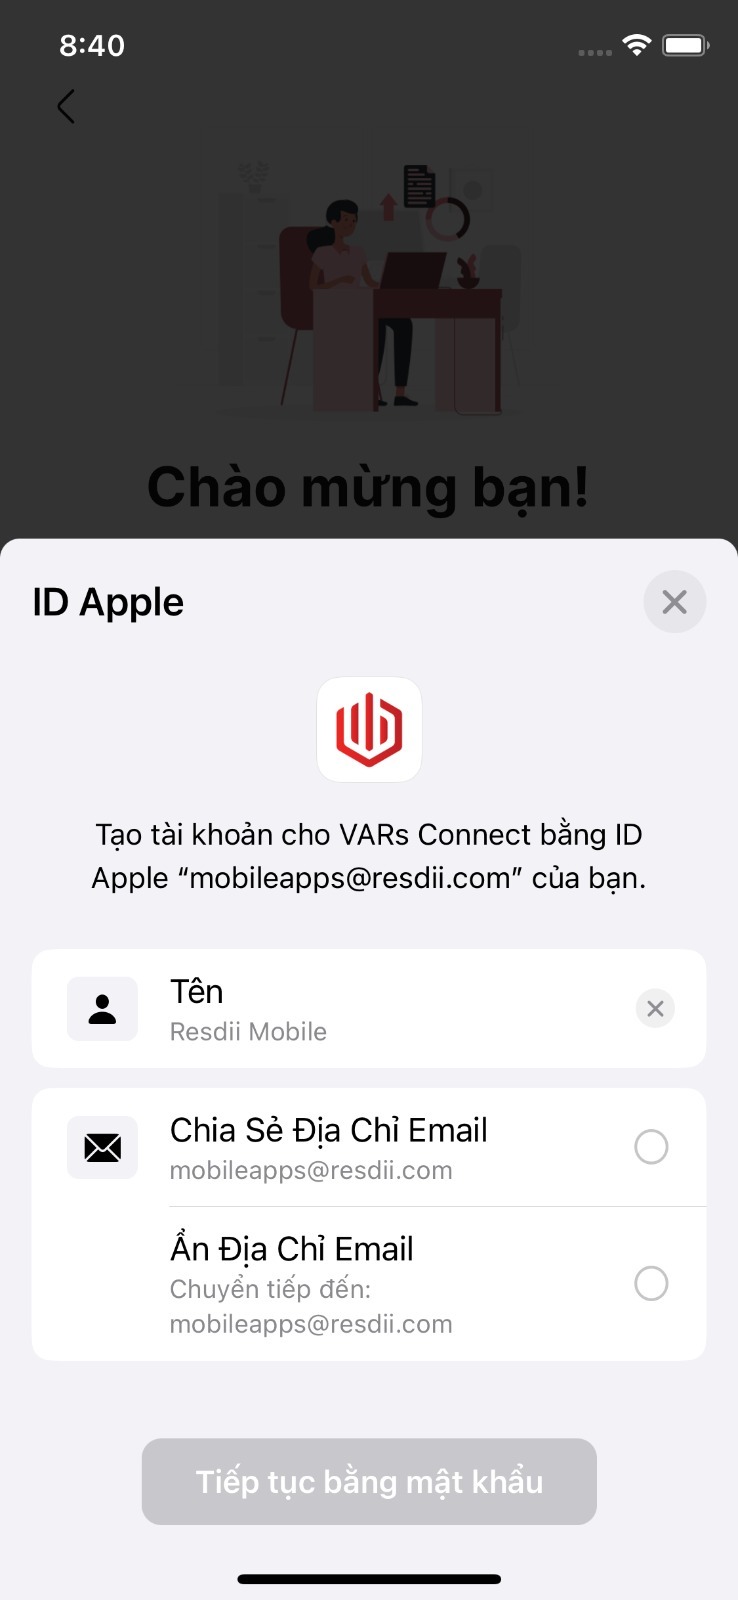 8:40
Chào mừng bạn!
ID Apple
Tạo tài khoản cho VARs Connect bằng ID
Apple “mobileapps@resdii.com” của bạn.
Tên
Resdii Mobile
Chia Sẻ Địa Chỉ Email
mobileapps@resdii.com
Ẩn Địa Chỉ Email
Chuyển tiếp đến:
mobileapps@resdii.com
Tiếp tục bằng mật khẩu